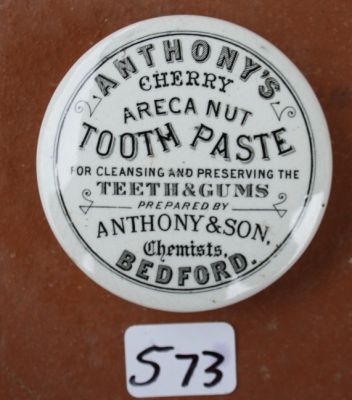 ANTHONY'S
CHERRY
ARECA NUT
TOOTH PASTE
FOR CLEANSING AND PRESERVING THE
TEETH & GUMS
PREPARED BY
ANTHONY & SON,
Chemists,
BEDFORD.
573